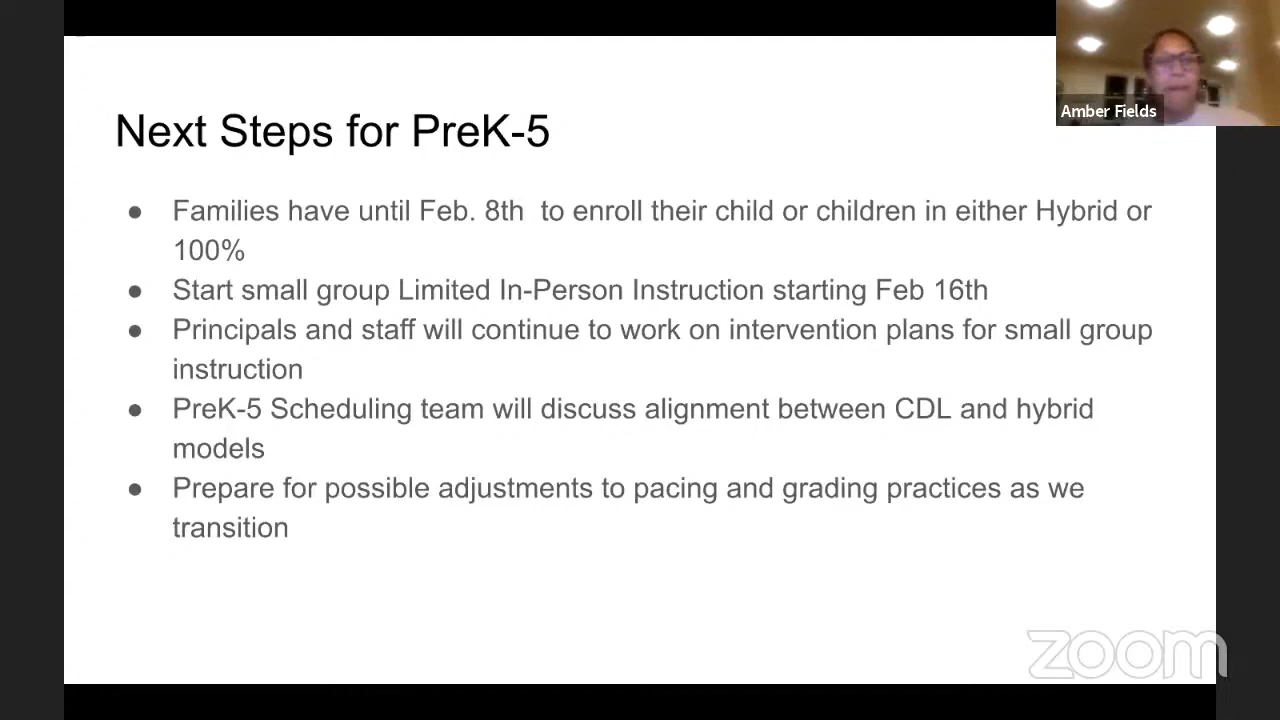 Amber Fields
Next Steps for PreK-5
● Families have until Feb. 8th to enroll their child or children in either Hybrid or
100%
● Start small group Limited In-Person Instruction starting Feb 16th
● Principals and staff will continue to work on intervention plans for small group
instruction
● PreK-5 Scheduling team will discuss alignment between CDL and hybrid
models
● Prepare for possible adjustments to pacing and grading practices as we
transition
zoom